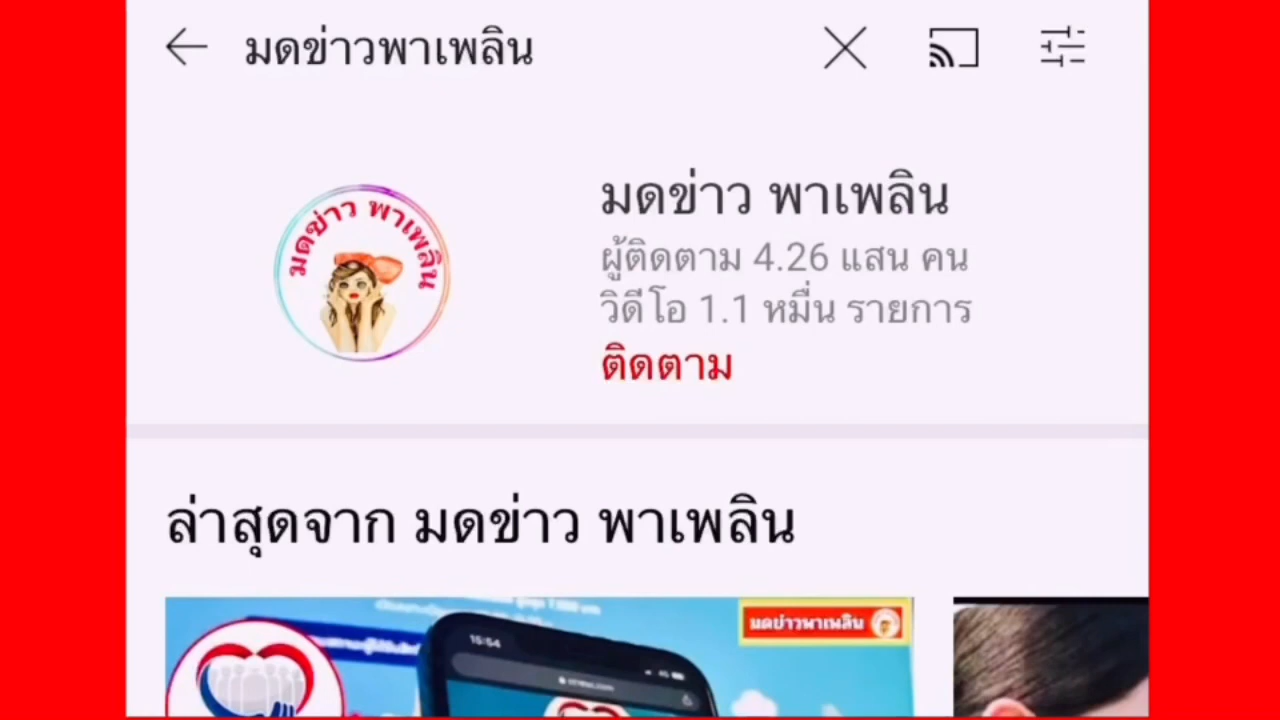 มดข่าวพาเพลิน
มดข่าว พาเพลิน
มดข่าว พาเพลิน
ผู้ติดตาม 4.26 แสน คน
วิดีโอ 1.1 หมื่น รายการ
ติดตาม
ล่าสุดจาก มดข่าว พาเพลิน
มดข่าวพาเพลิน
15:54